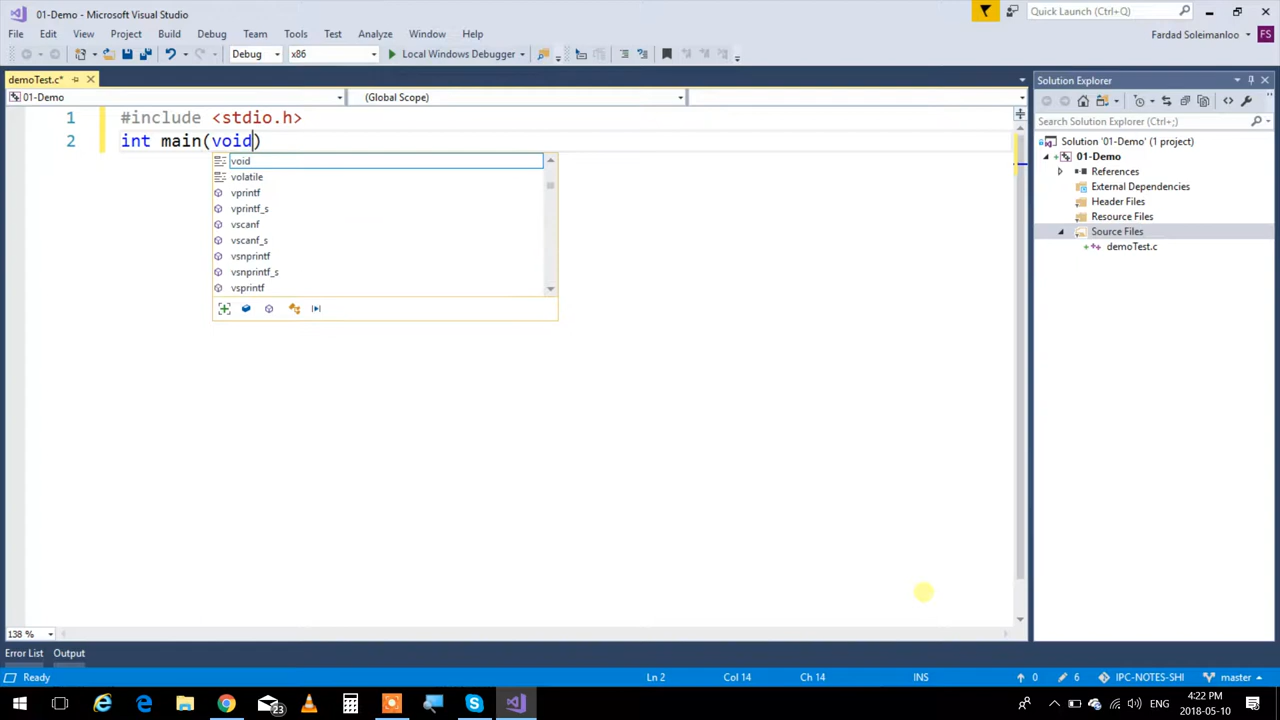 01-Demo - Microsoft Visual Studio
Quick Launch (Ctrl+Q)
File Edit View Project Build Debug Team Tools Test Analyze Window Help
Fardad Soleimanloo FS
Debug x86 Local Windows Debugger
demoTest.c*
Solution Explorer
01-Demo (Global Scope)
Search Solution Explorer (Ctrl+;)
1 #include <stdio.h>
2 int main(void)
void
volatile
vprintf
vprintf_s
vscanf
vscanf_s
vsnprintf
vsnprintf_s
vsprintf
Solution '01-Demo' (1 project)
01-Demo
References
External Dependencies
Header Files
Resource Files
Source Files
demoTest.c
138 %
Error List Output
Ready Ln 2 Col 14 Ch 14 INS 0 6 IPC-NOTES-SHI master
23
ENG
4:22 PM
2018-05-10